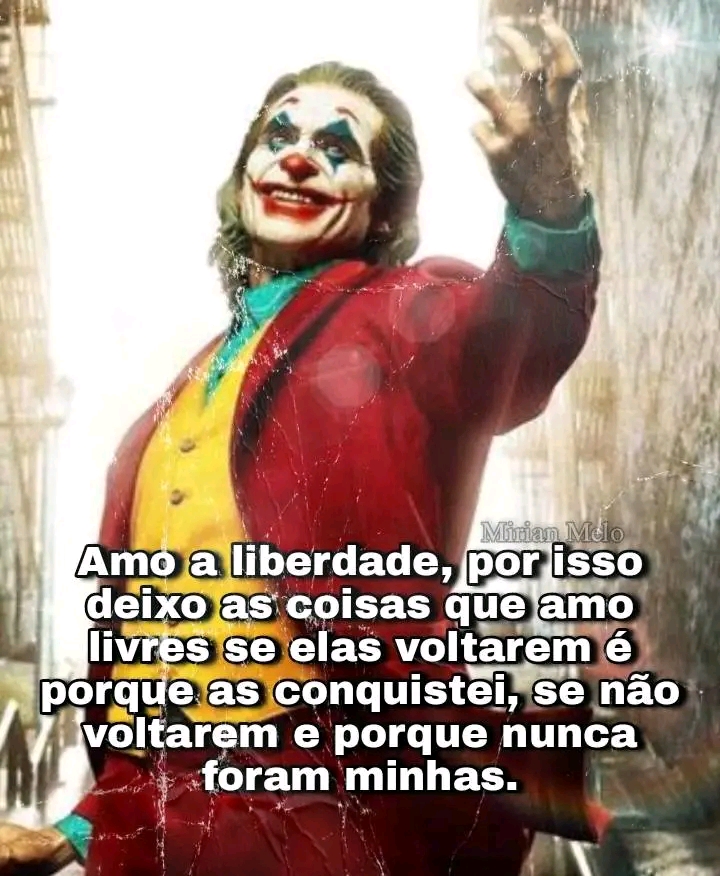 Mirian Melo
Amo a liberdade, por isso
deixo as coisas que amo
livres se elas voltarem é
porque as conquistei, se não
voltarem e porque nunca
foram minhas.